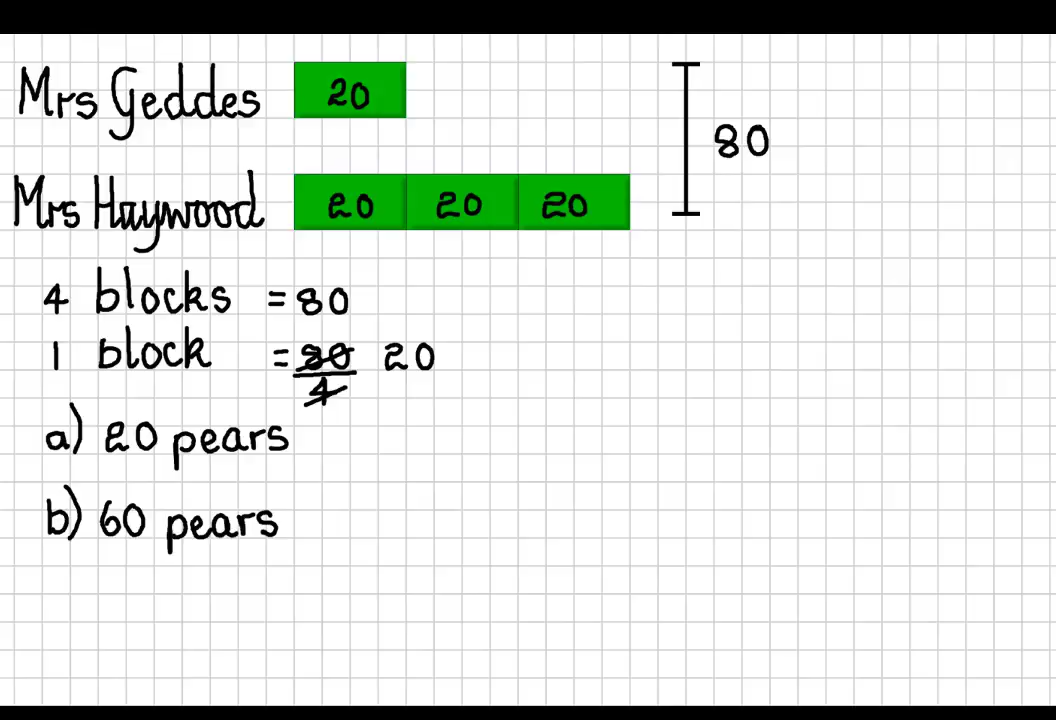 Mrs Geddes 20
80
Mrs Haywood 20 20 20
4 blocks = 80
1 block = 80/4 20
a) 20 pears
b) 60 pears